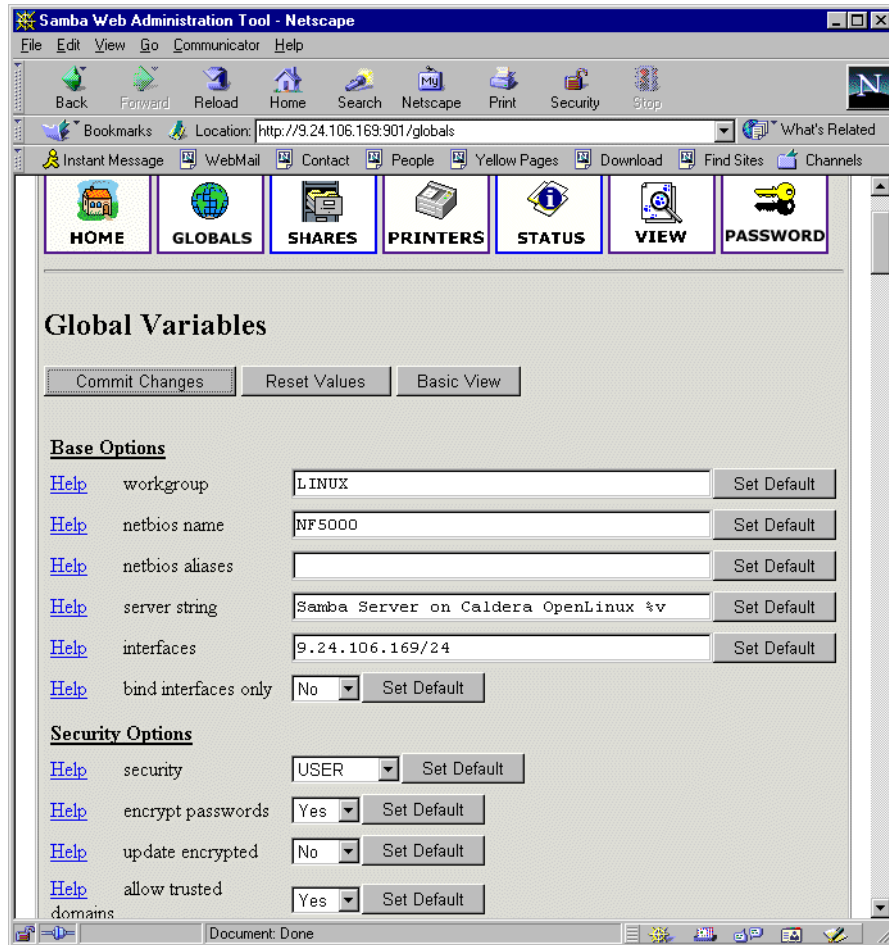 Samba Web Administration Tool - Netscape
File Edit View Go Communicator Help
Back Forward Reload Home Search Netscape Print Security Stop
My
N
Bookmarks Location: http://9.24.106.169:901/globals What's Related
Instant Message WebMail Contact People Yellow Pages Download Find Sites Channels
HOME GLOBALS SHARES PRINTERS STATUS VIEW PASSWORD
Global Variables
Commit Changes Reset Values Basic View
Base Options
Help workgroup LINUX Set Default
Help netbios name NF5000 Set Default
Help netbios aliases Set Default
Help server string Samba Server on Caldera OpenLinux %v Set Default
Help interfaces 9.24.106.169/24 Set Default
Help bind interfaces only No Set Default
Security Options
Help security USER Set Default
Help encrypt passwords Yes Set Default
Help update encrypted No Set Default
Help allow trusted Yes Set Default
domains
Document: Done